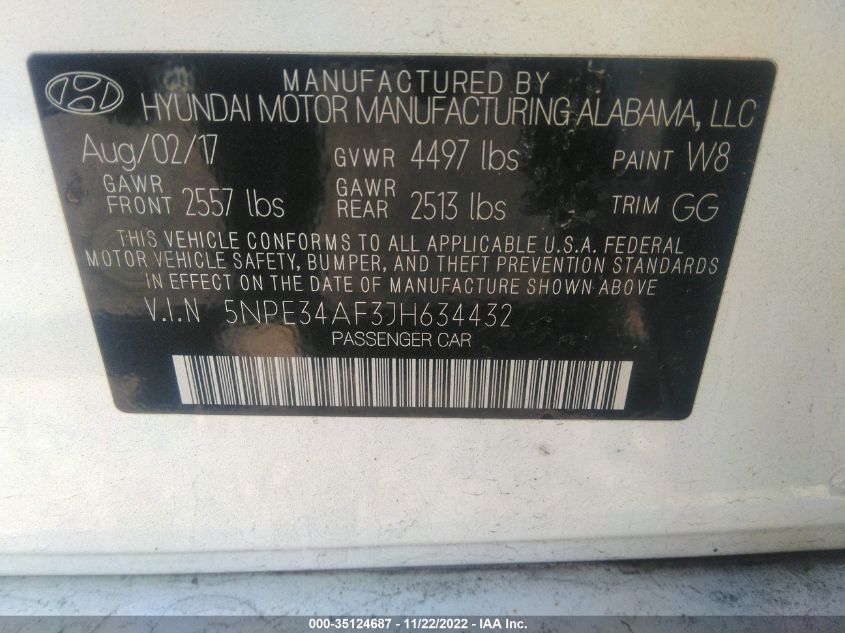 MANUFACTURED BY
HYUNDAI MOTOR MANUFACTURING ALABAMA, LLC
Aug/02/17 GVWR 4497 lbs PAINT W8
GAWR FRONT 2557 lbs GAWR REAR 2513 lbs TRIM GG
THIS VEHICLE CONFORMS TO ALL APPLICABLE U.S.A. FEDERAL
MOTOR VEHICLE SAFETY, BUMPER, AND THEFT PREVENTION STANDARDS
IN EFFECT ON THE DATE OF MANUFACTURE SHOWN ABOVE.
V.I.N 5NPE34AF3JH634432
PASSENGER CAR
000-35124687 - 11/22/2022 - IAA Inc.